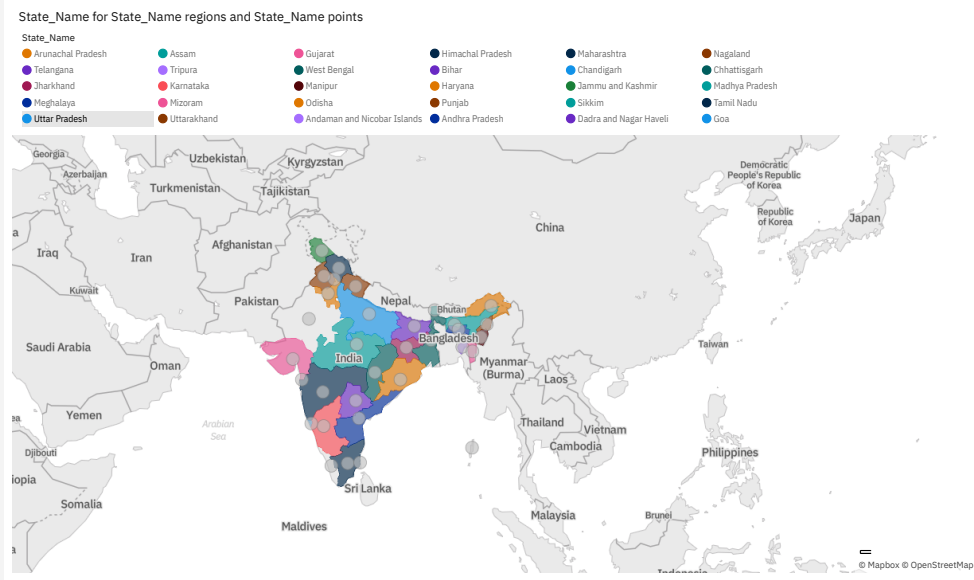 State_Name for State_Name regions and State_Name points
State_Name
Arunachal Pradesh Assam Gujarat Himachal Pradesh Maharashtra Nagaland
Telangana Tripura West Bengal Bihar Chandigarh Chhattisgarh
Jharkhand Karnataka Manipur Haryana Jammu and Kashmir Madhya Pradesh
Meghalaya Mizoram Odisha Punjab Sikkim Tamil Nadu
Uttar Pradesh Uttarakhand Andaman and Nicobar Islands Andhra Pradesh Dadra and Nagar Haveli Goa
Georgia
Uzbekistan
Kyrgyzstan
Azerbaijan
Turkmenistan
Tajikistan
Democratic
People's Republic
of Korea
Republic
of Korea
Japan
China
a
Iraq
Iran
Afghanistan
Kuwait
Pakistan
Nepal
Bhutan
Bangladesh
Saudi Arabia
Oman
India
Myanmar
(Burma)
Taiwan
Laos
Yemen
ea.
Arabian
Sea
Thailand
Vietnam
Cambodia
Philippines
Djibouti
iopia
Somalia
Sri Lanka
Maldives
Malaysia
Brunei
a
Indonesia
© Mapbox © OpenStreetMap